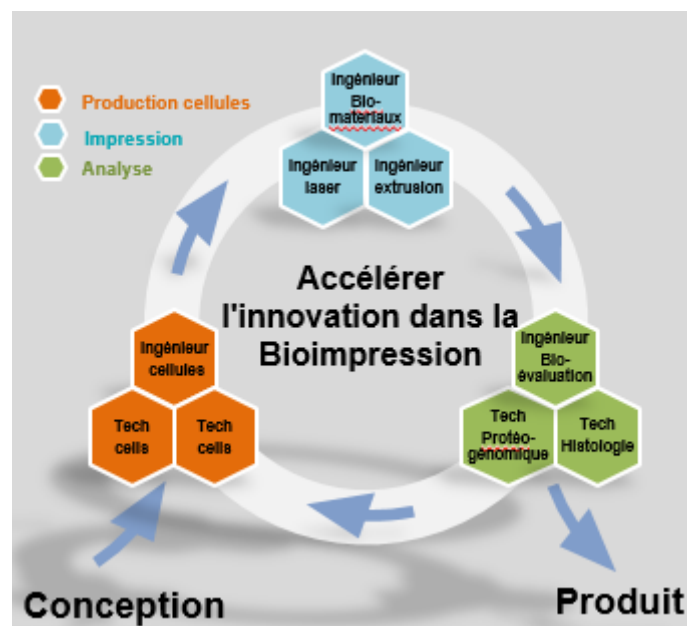 Production cellules
Impression
Analyse
Ingénieur
Bio-
materiaux
Ingénieur
laser
Ingénieur
extrusion
Accélérer
l'innovation dans la
Bioimpression
Ingénieur
cellules
Tech
cells
Tech
cells
Ingénieur
Bio-
évaluation
Tech
Protéo-
génomique
Tech
Histologie
Conception
Produit